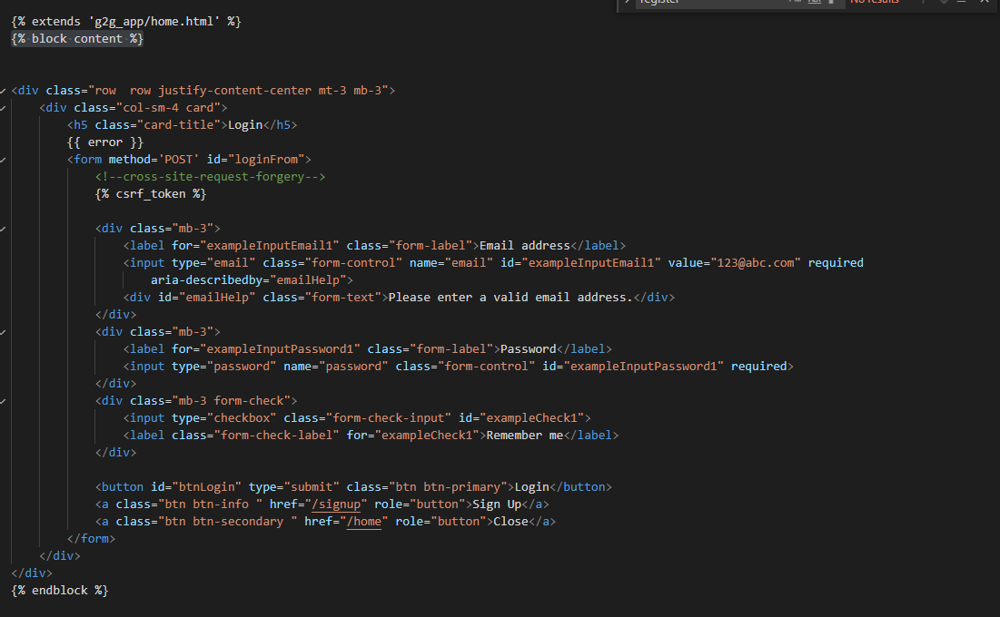 register
No results
{% extends 'g2g_app/home.html' %}
{% block content %}
<div class="row  row justify-content-center mt-3 mb-3">
    <div class="col-sm-4 card">
        <h5 class="card-title">Login</h5>
        {{ error }}
        <form method='POST' id="loginFrom">
            <!--cross-site-request-forgery-->
            {% csrf_token %}
            <div class="mb-3">
                <label for="exampleInputEmail1" class="form-label">Email address</label>
                <input type="email" class="form-control" name="email" id="exampleInputEmail1" value="123@abc.com" required
                    aria-describedby="emailHelp">
                <div id="emailHelp" class="form-text">Please enter a valid email address.</div>
            </div>
            <div class="mb-3">
                <label for="exampleInputPassword1" class="form-label">Password</label>
                <input type="password" name="password" class="form-control" id="exampleInputPassword1" required>
            </div>
            <div class="mb-3 form-check">
                <input type="checkbox" class="form-check-input" id="exampleCheck1">
                <label class="form-check-label" for="exampleCheck1">Remember me</label>
            </div>
            <button id="btnLogin" type="submit" class="btn btn-primary">Login</button>
            <a class="btn btn-info " href="/signup" role="button">Sign Up</a>
            <a class="btn btn-secondary " href="/home" role="button">Close</a>
        </form>
    </div>
</div>
{% endblock %}